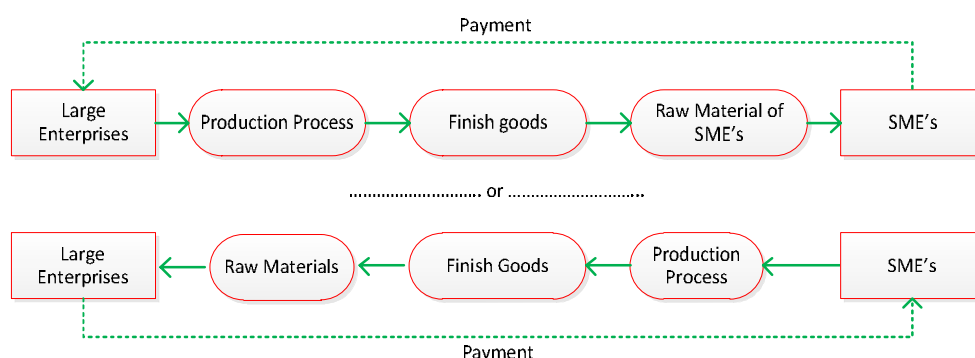 Payment
Large
Enterprises
Production Process
Finish goods
Raw Material of
SME's
SME's
............................. or ..............................
Large
Enterprises
Raw Materials
Finish Goods
Production
Process
SME's
Payment